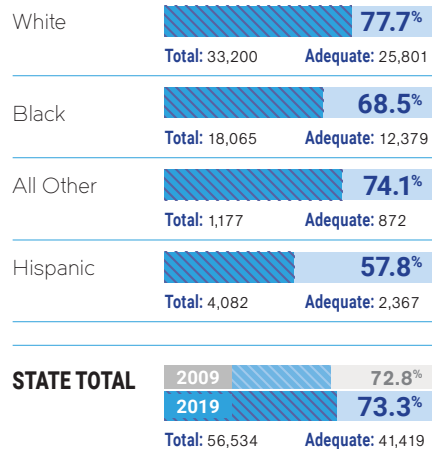 White 77.7%
Total: 33,200 Adequate: 25,801
Black 68.5%
Total: 18,065 Adequate: 12,379
All Other 74.1%
Total: 1,177 Adequate: 872
Hispanic 57.8%
Total: 4,082 Adequate: 2,367
STATE TOTAL 2009 72.8%
2019 73.3%
Total: 56,534 Adequate: 41,419